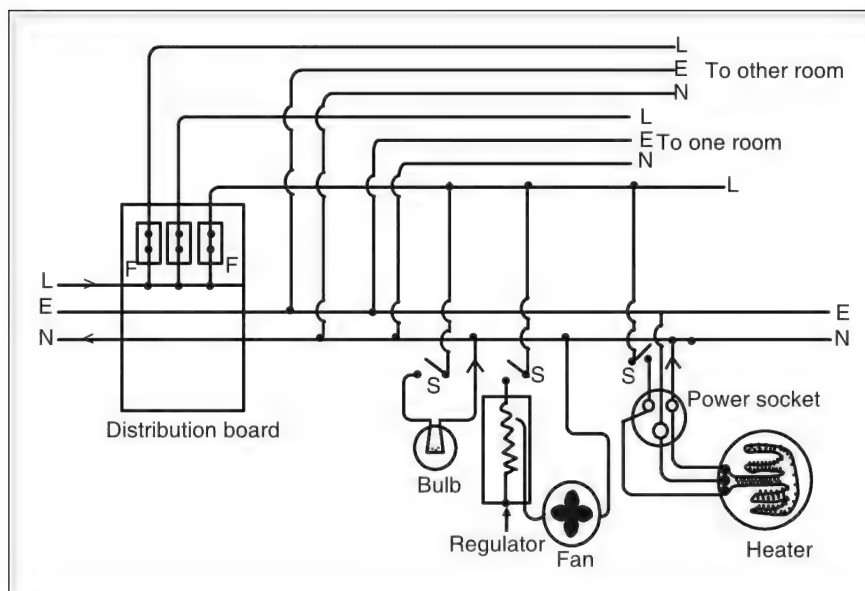 L
E To other room
N
L
E To one room
N
L
F F
L
E E
N N
S S S
Power socket
Distribution board
Bulb
Regulator
Fan
Heater